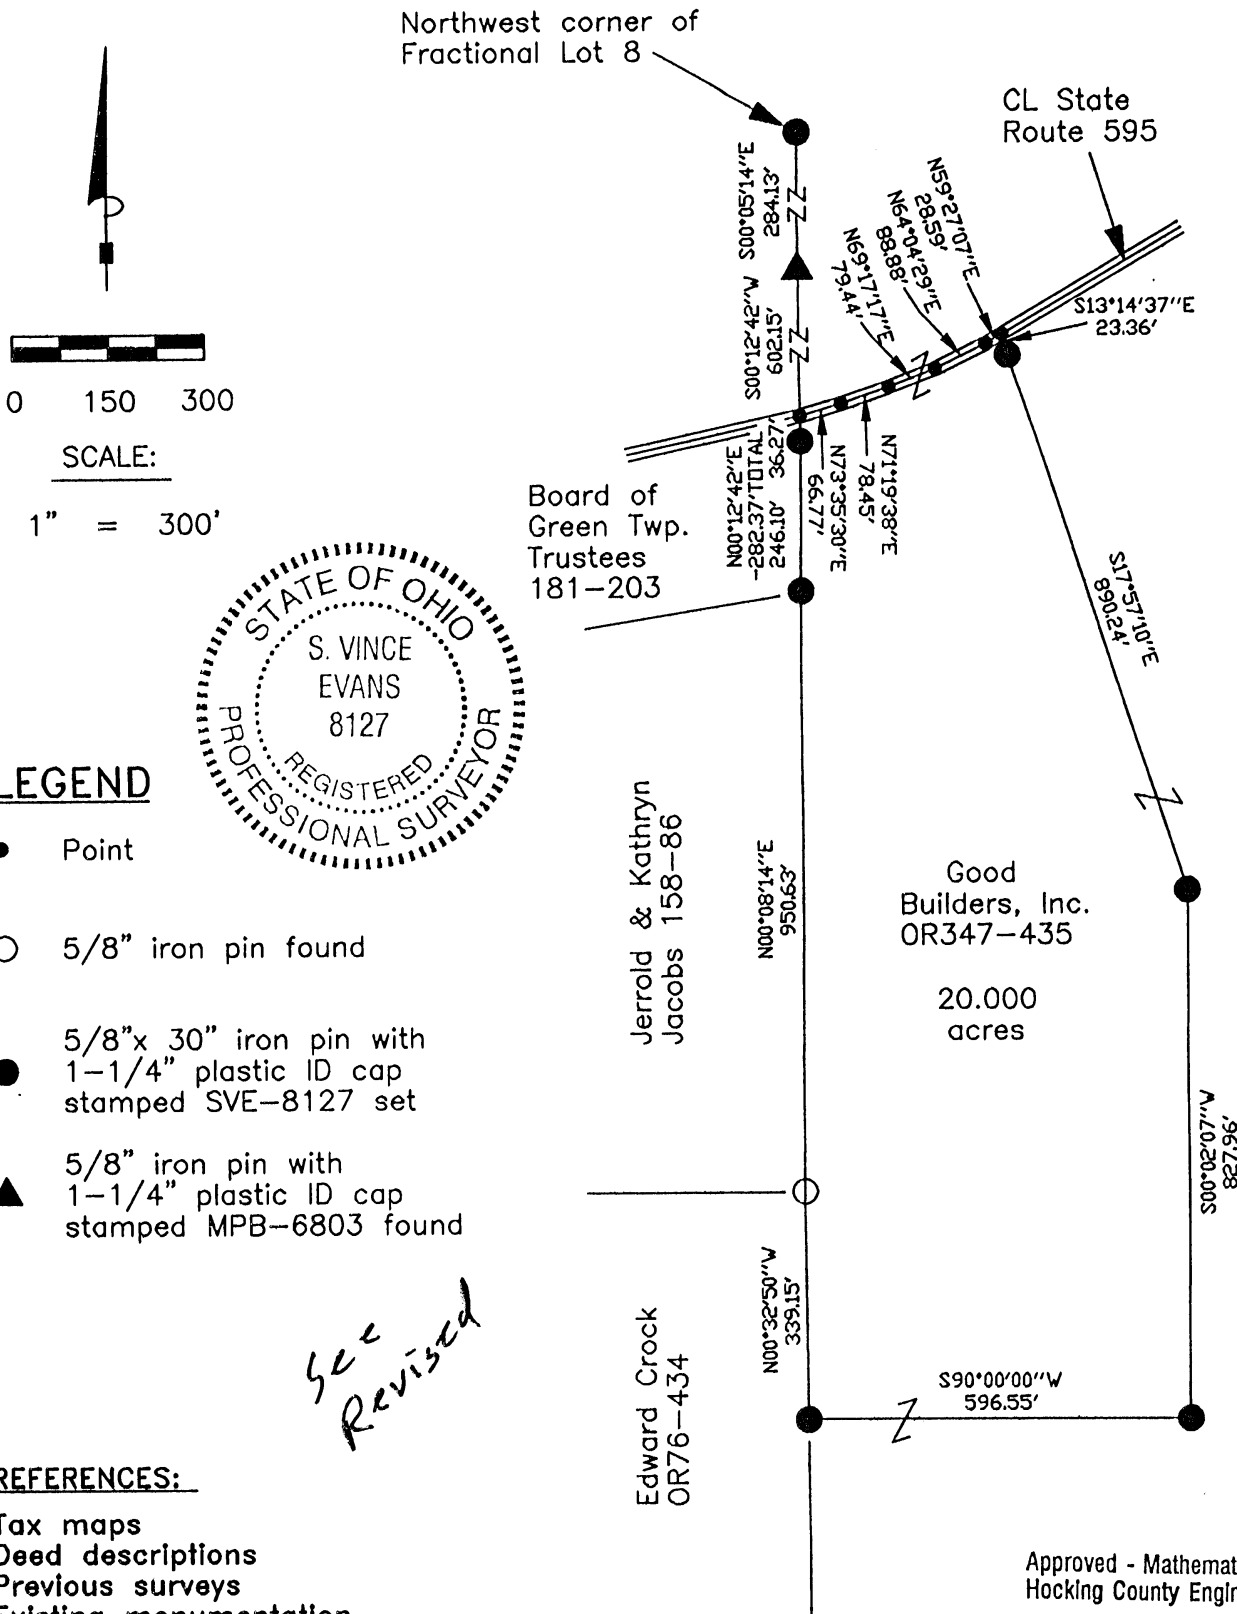 Northwest corner of
Fractional Lot 8
CL State
Route 595
S00°05'14"E
284.13'
S00°12'42"W
602.15'
N69°17'17"E
79.44'
N64°04'29"E
88.88'
N59°27'07"E
28.59'
S13°14'37"E
23.36'
0 150 300
SCALE:
1" = 300'
N00°12'42"E
-282.37'TOTAL
246.10' 36.27'
N73°35'30"E
66.77'
N71°19'38"E
78.45'
Board of
Green Twp.
Trustees
181-203
STATE OF OHIO
S. VINCE
EVANS
8127
REGISTERED
PROFESSIONAL SURVEYOR
S17°57'10"E
890.24'
LEGEND
Point
5/8" iron pin found
5/8"x 30" iron pin with
1-1/4" plastic ID cap
stamped SVE-8127 set
5/8" iron pin with
1-1/4" plastic ID cap
stamped MPB-6803 found
Jerrold & Kathryn
Jacobs 158-86
N00°08'14"E
950.63'
Good
Builders, Inc.
OR347-435
20.000
acres
S00°02'07"W
827.96'
N00°32'50"W
339.15'
Edward Crock
OR76-434
S90°00'00"W
596.55'
See
Revised
REFERENCES:
Tax maps
Deed descriptions
Previous surveys
Existing monumentation
Approved - Mathemat
Hocking County Engin